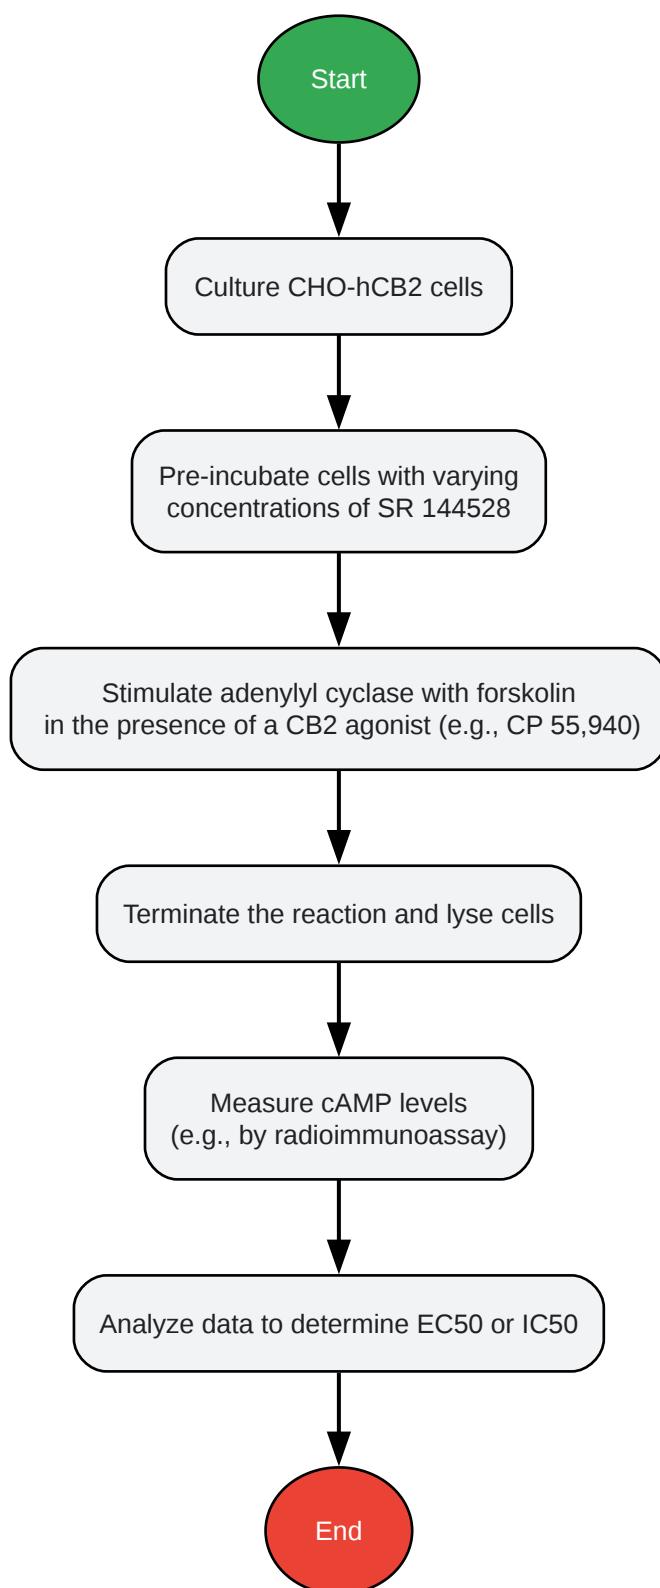 Start
Culture CHO-hCB2 cells
Pre-incubate cells with varying
concentrations of SR 144528
Stimulate adenylyl cyclase with forskolin
in the presence of a CB2 agonist (e.g., CP 55,940)
Terminate the reaction and lyse cells
Measure cAMP levels
(e.g., by radioimmunoassay)
Analyze data to determine EC50 or IC50
End